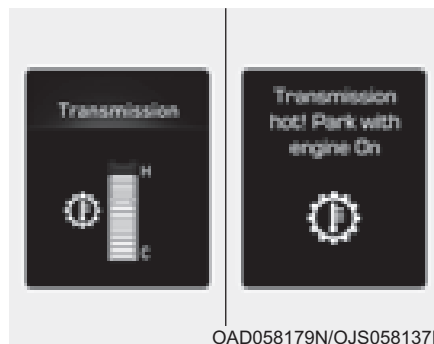 Transmission
H
C
Transmission
hot! Park with
engine On
OAD058179N/OJS058137